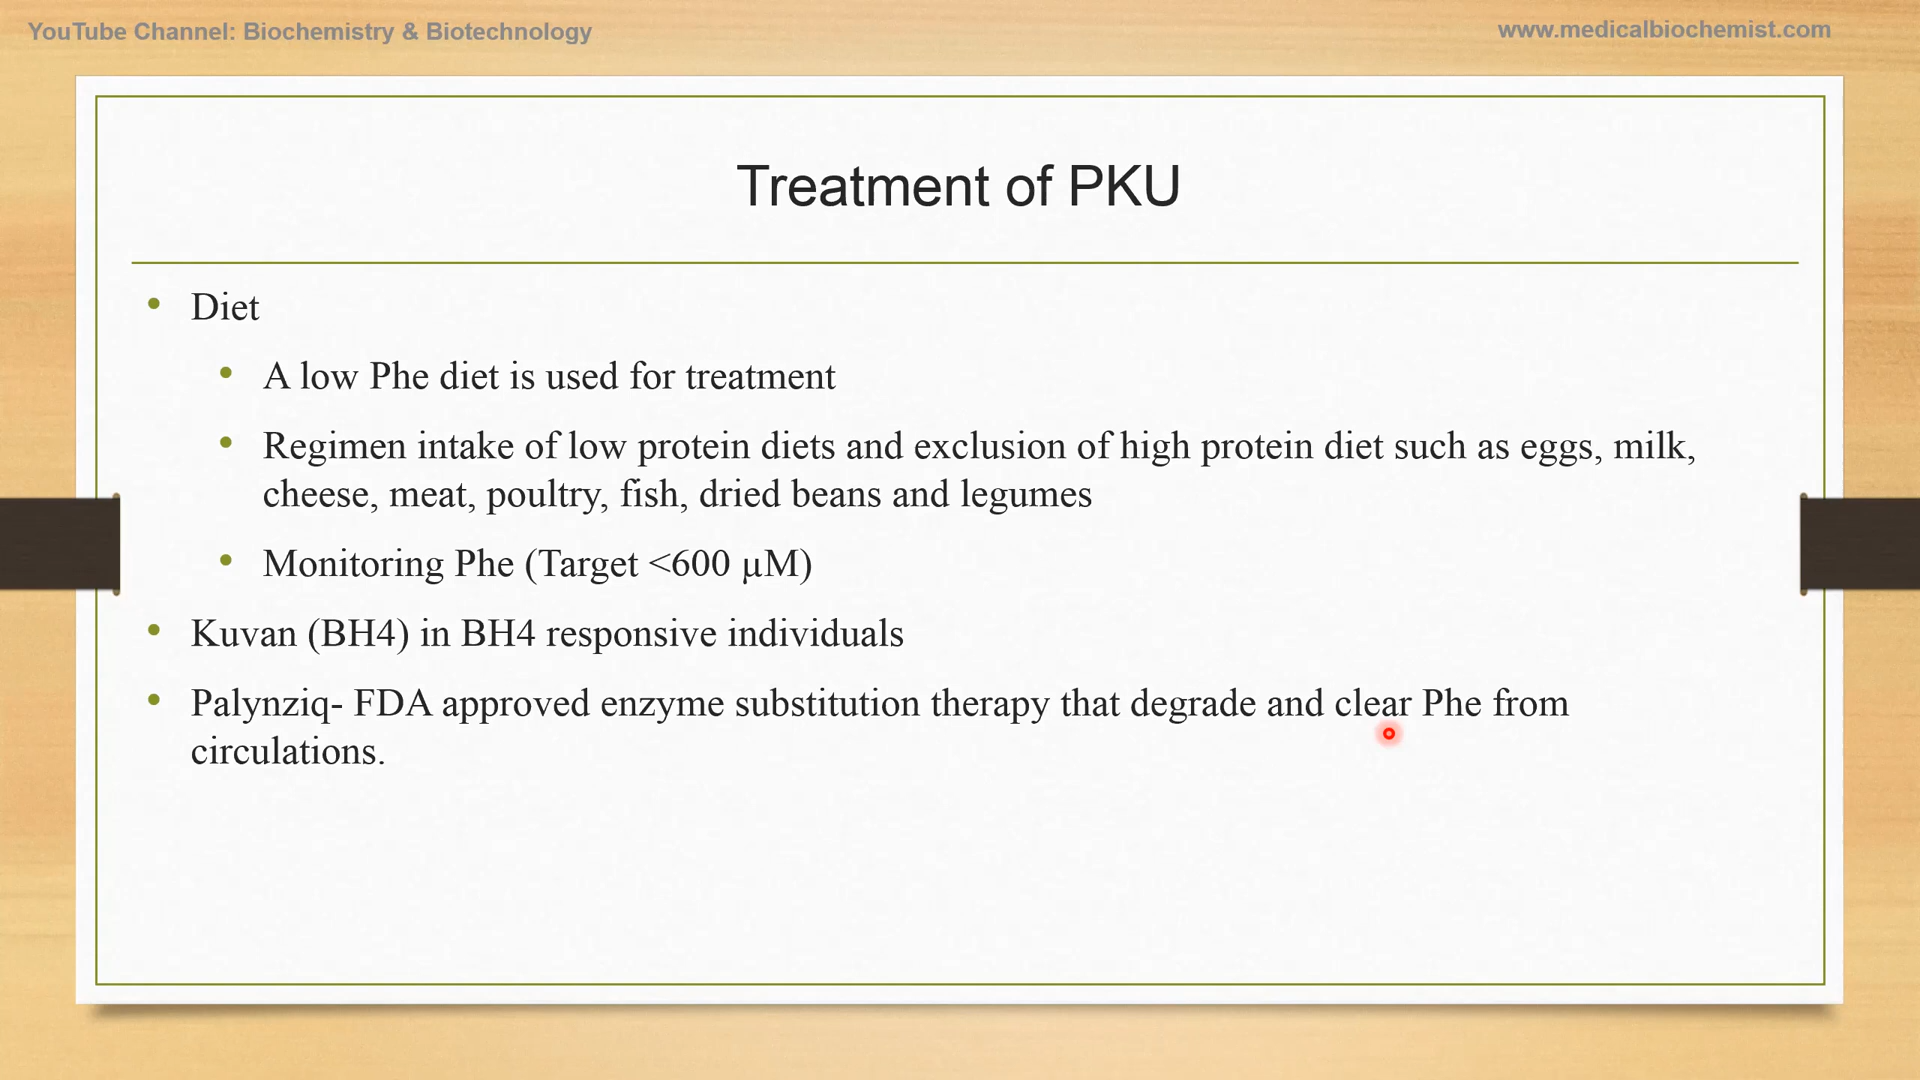 YouTube Channel: Biochemistry & Biotechnology
www.medicalbiochemist.com
Treatment of PKU
• Diet
• A low Phe diet is used for treatment
• Regimen intake of low protein diets and exclusion of high protein diet such as eggs, milk,
cheese, meat, poultry, fish, dried beans and legumes
• Monitoring Phe (Target <600 µM)
• Kuvan (BH4) in BH4 responsive individuals
• Palynziq- FDA approved enzyme substitution therapy that degrade and clear Phe from
circulations.